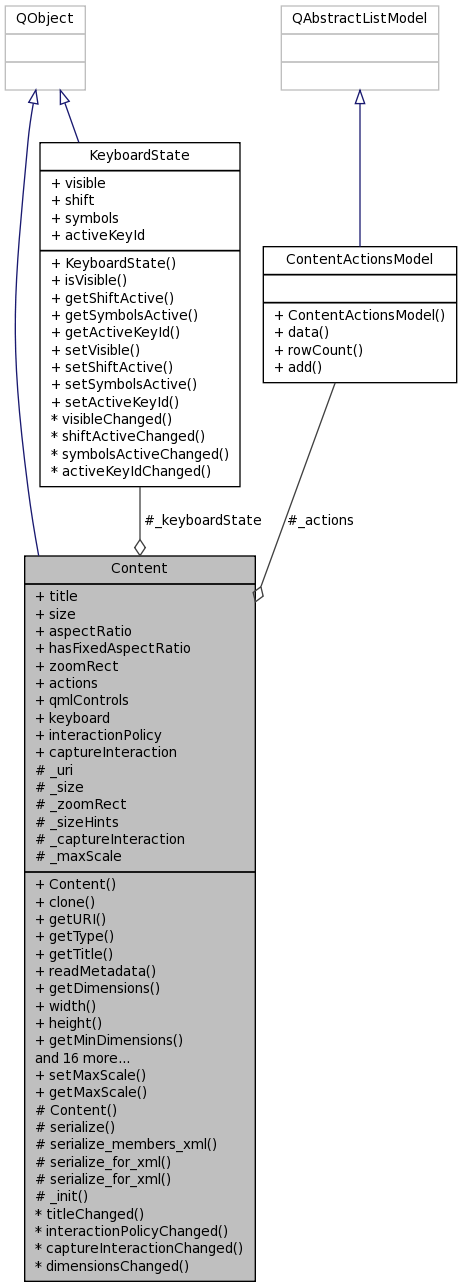 QObject
QAbstractListModel
KeyboardState
+ visible
+ shift
+ symbols
+ activeKeyId
+ KeyboardState()
+ isVisible()
+ getShiftActive()
+ getSymbolsActive()
+ getActiveKeyId()
+ setVisible()
+ setShiftActive()
+ setSymbolsActive()
+ setActiveKeyId()
* visibleChanged()
* shiftActiveChanged()
* symbolsActiveChanged()
* activeKeyIdChanged()
ContentActionsModel
+ ContentActionsModel()
+ data()
+ rowCount()
+ add()
#_keyboardState
#_actions
Content
+ title
+ size
+ aspectRatio
+ hasFixedAspectRatio
+ zoomRect
+ actions
+ qmlControls
+ keyboard
+ interactionPolicy
+ captureInteraction
# _uri
# _size
# _zoomRect
# _sizeHints
# _captureInteraction
# _maxScale
+ Content()
+ clone()
+ getURI()
+ getType()
+ getTitle()
+ readMetadata()
+ getDimensions()
+ width()
+ height()
+ getMinDimensions()
and 16 more...
+ setMaxScale()
+ getMaxScale()
# Content()
# serialize()
# serialize_members_xml()
# serialize_for_xml()
# serialize_for_xml()
# _init()
* titleChanged()
* interactionPolicyChanged()
* captureInteractionChanged()
* dimensionsChanged()